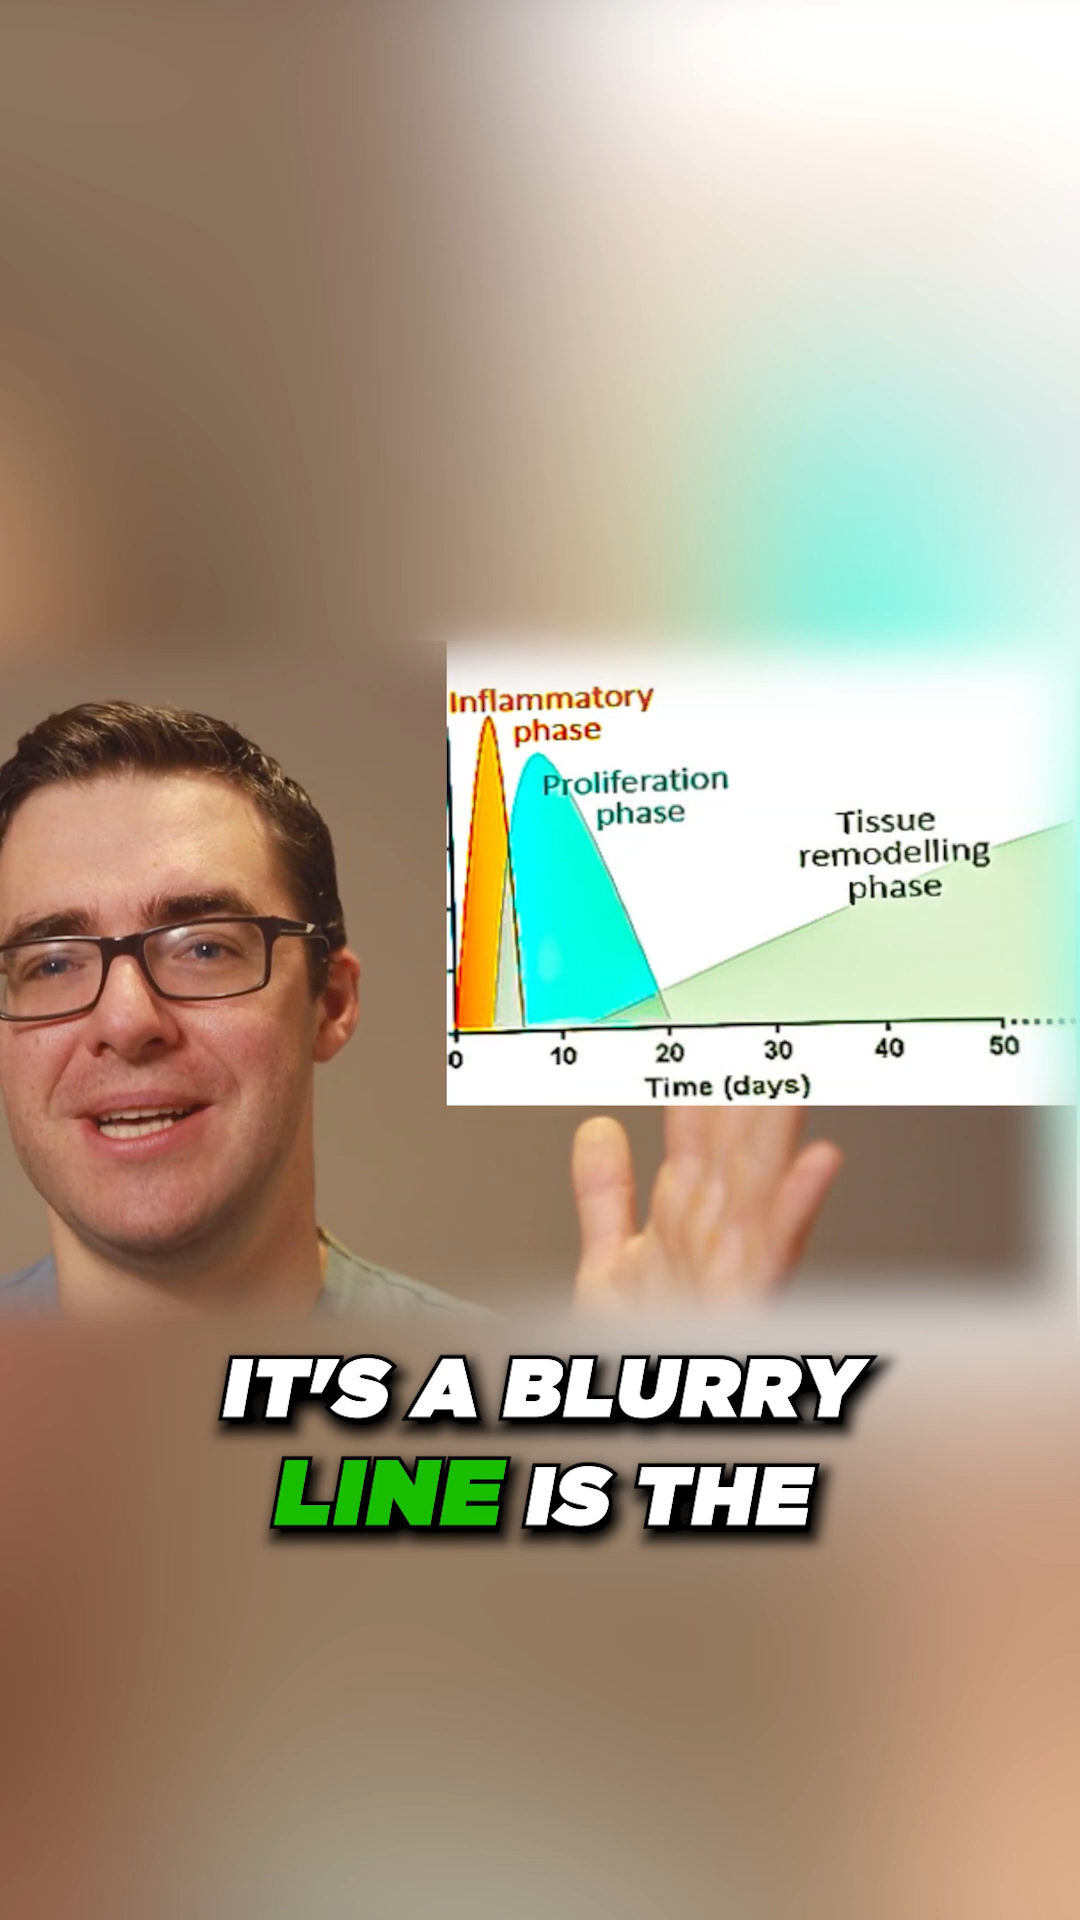 Inflammatory
phase
Proliferation
phase
Tissue
remodelling
phase
0 10 20 30 40 50
Time (days)
IT'S A BLURRY
LINE IS THE